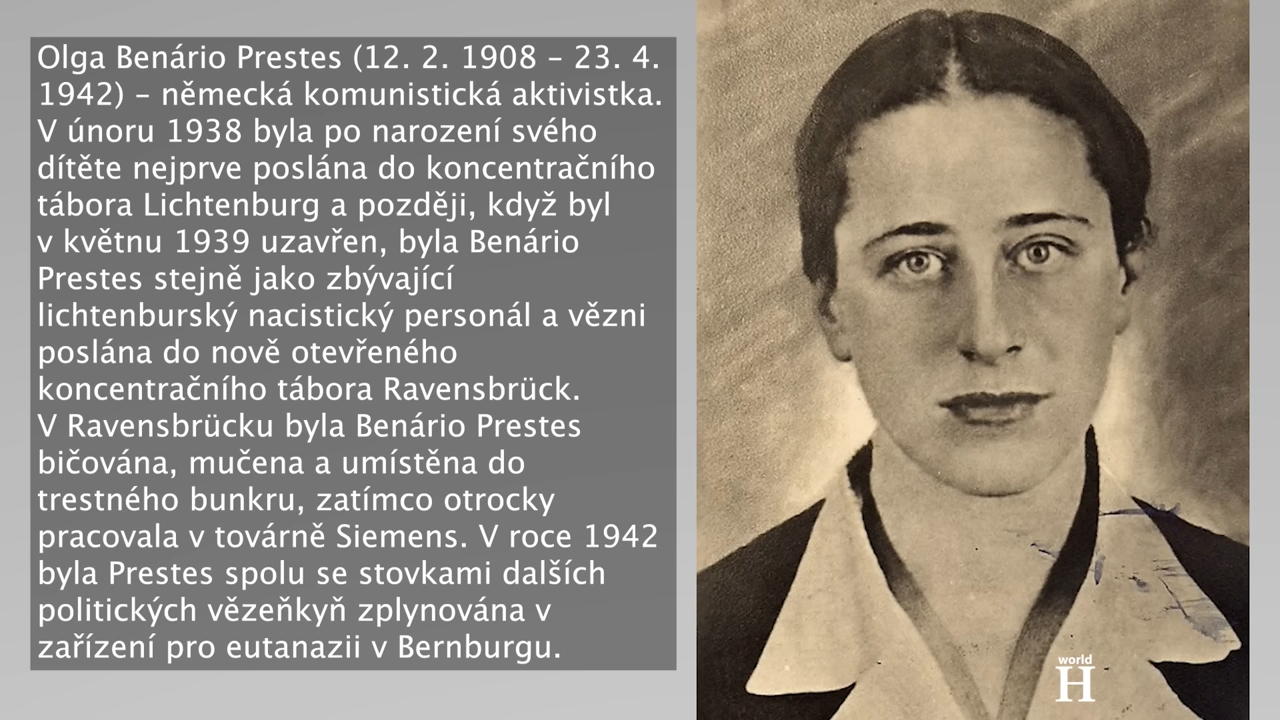 Olga Benário Prestes (12. 2. 1908 – 23. 4.
1942) – německá komunistická aktivistka.
V únoru 1938 byla po narození svého
dítěte nejprve poslána do koncentračního
tábora Lichtenburg a později, když byl
v květnu 1939 uzavřen, byla Benário
Prestes stejně jako zbývající
lichtenburský nacistický personál a vězni
poslána do nově otevřeného
koncentračního tábora Ravensbrück.
V Ravensbrücku byla Benário Prestes
bičována, mučena a umístěna do
trestného bunkru, zatímco otrocky
pracovala v továrně Siemens. V roce 1942
byla Prestes spolu se stovkami dalších
politických vězeňkyň zplynována v
zařízení pro eutanazii v Bernburgu.
world
H